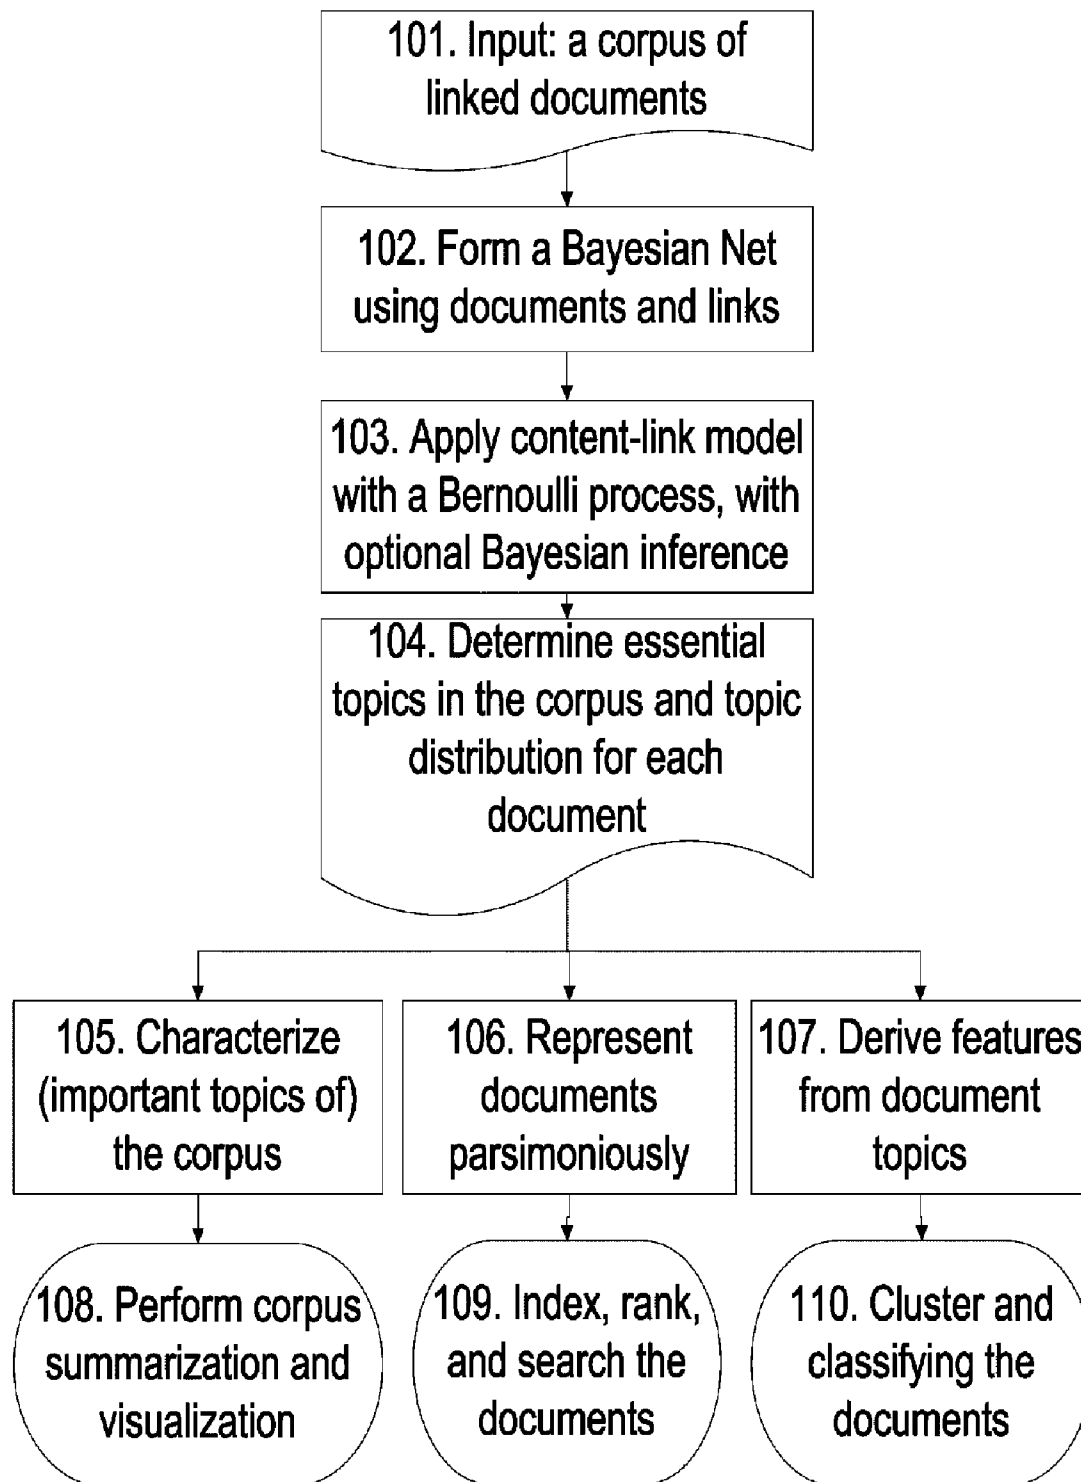 101. Input: a corpus of
linked documents
102. Form a Bayesian Net
using documents and links
103. Apply content-link model
with a Bernoulli process, with
optional Bayesian inference
104. Determine essential
topics in the corpus and topic
distribution for each
document
105. Characterize
(important topics of)
the corpus
106. Represent
documents
parsimoniously
107. Derive features
from document
topics
108. Perform corpus
summarization and
visualization
109. Index, rank,
and search the
documents
110. Cluster and
classifying the
documents